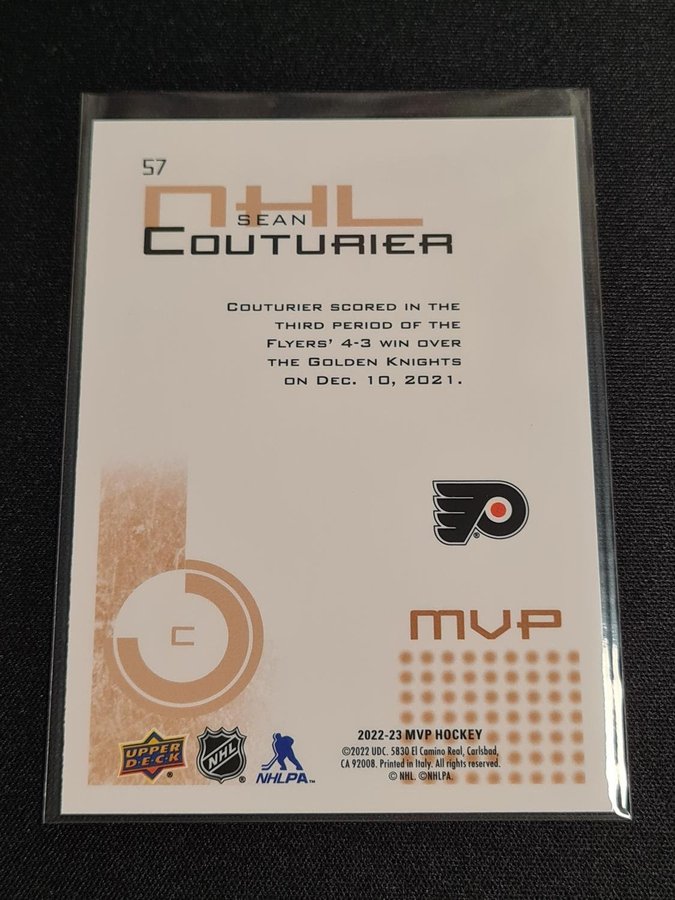 57
NHL
SEAN
COUTURIER
COUTURIER SCORED IN THE
THIRD PERIOD OF THE
FLYERS' 4-3 WIN OVER
THE GOLDEN KNIGHTS
ON DEC. 10, 2021.
C
MVP
2022-23 MVP HOCKEY
©2022 UDC. 5830 El Camino Real, Carlsbad,
CA 92008. Printed in Italy. All rights reserved.
© NHL. ©NHLPA.
UPPER
DECK ®
NHL ®
NHLPA™